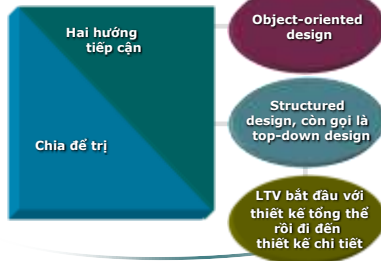 Hai hướng
tiếp cận
Chia để trị
Object-oriented
design
Structured
design, còn gọi là
top-down design
LTV bắt đầu với
thiết kế tổng thể
rồi đi đến
thiết kế chi tiết